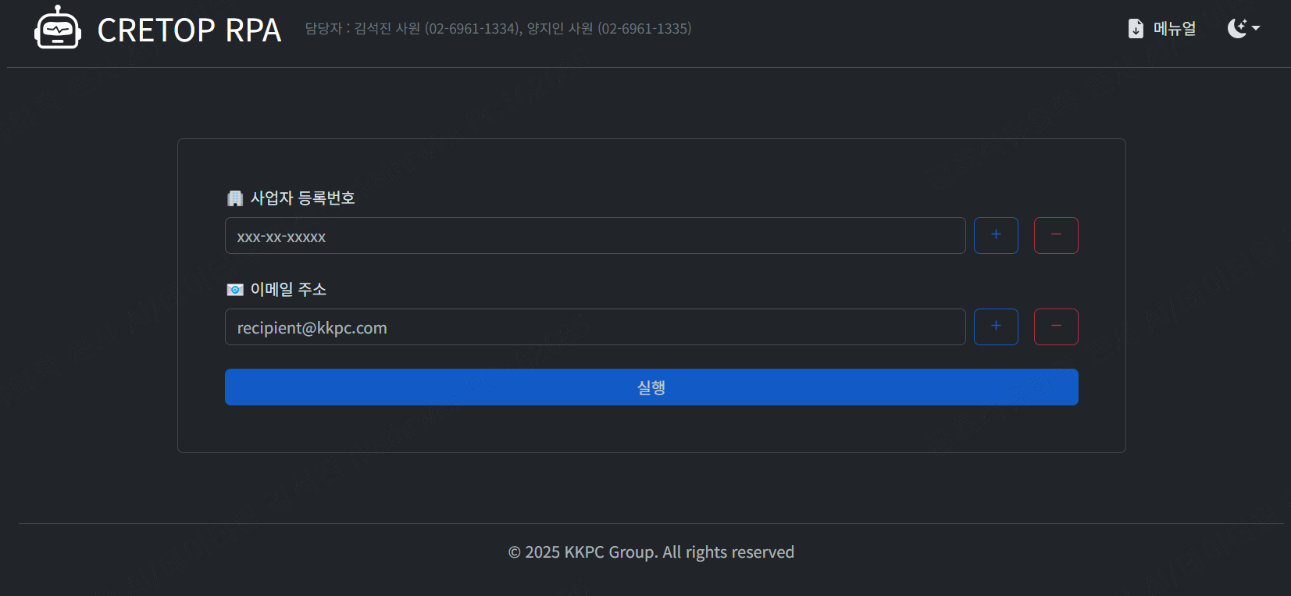 CRETOP RPA 담당자 : 김석진 사원 (02-6961-1334), 양지인 사원 (02-6961-1335) 메뉴얼
사업자 등록번호
xxx-xx-xxxxx + −
이메일 주소
recipient@kkpc.com + −
실행
© 2025 KKPC Group. All rights reserved